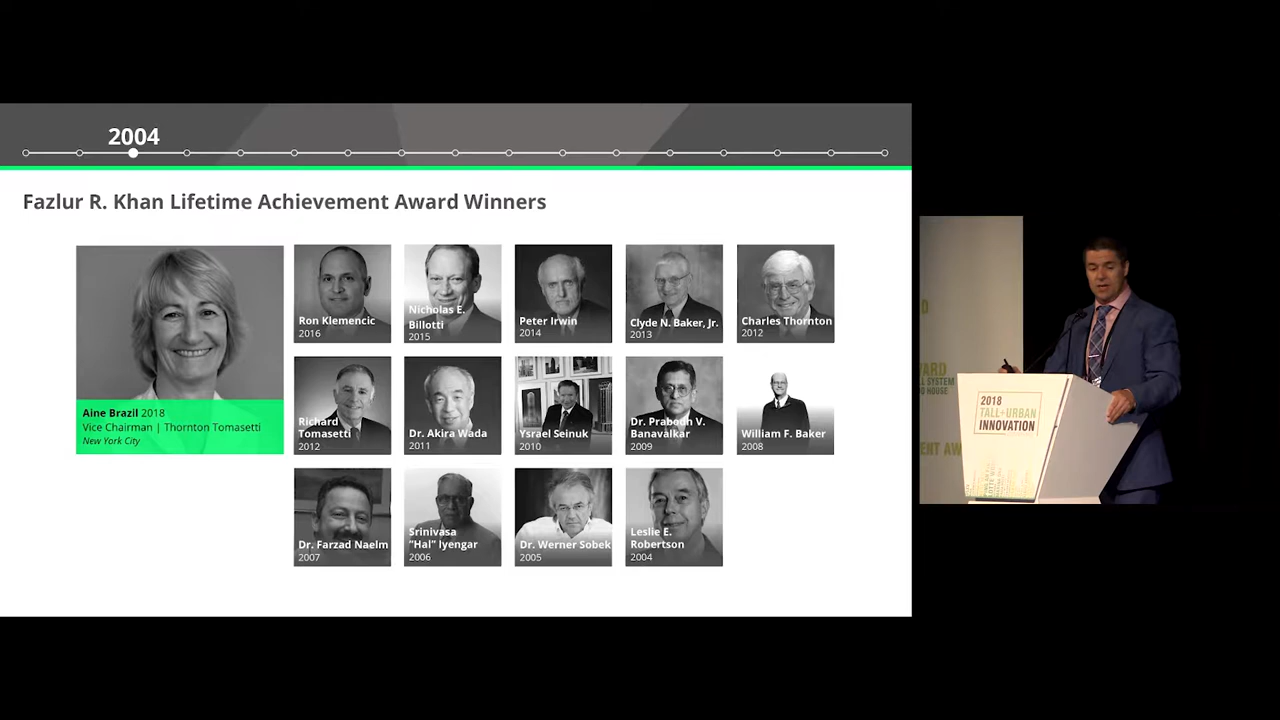 2004
Fazlur R. Khan Lifetime Achievement Award Winners
Aine Brazil 2018
Vice Chairman | Thornton Tomasetti
New York City
Ron Klemencic
2016
Nicholas E.
Billotti
2015
Peter Irwin
2014
Clyde N. Baker, Jr.
2013
Charles Thornton
2012
Richard
Tomasetti
2012
Dr. Akira Wada
2011
Ysrael Seinuk
2010
Dr. Prabodh V.
Banavalkar
2009
William F. Baker
2008
Dr. Farzad Naeim
2007
Srinivasa
"Hal" Iyengar
2006
Dr. Werner Sobek
2005
Leslie E.
Robertson
2004
2018
TALL+URBAN
INNOVATION
SYSTEM
HOUSE